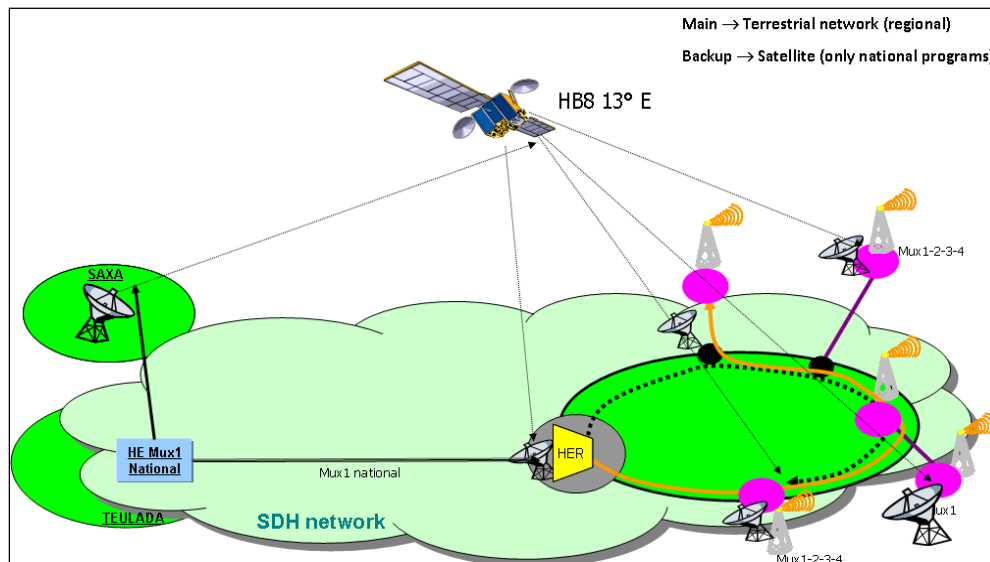 Main → Terrestrial network (regional)
Backup → Satellite (only national programs)
HB8 13° E
Mux1-2-3-4
SAXA
HE Mux1
National
Mux1 national
HER
TEULADA
SDH network
Mux1-2-3-4
ux1